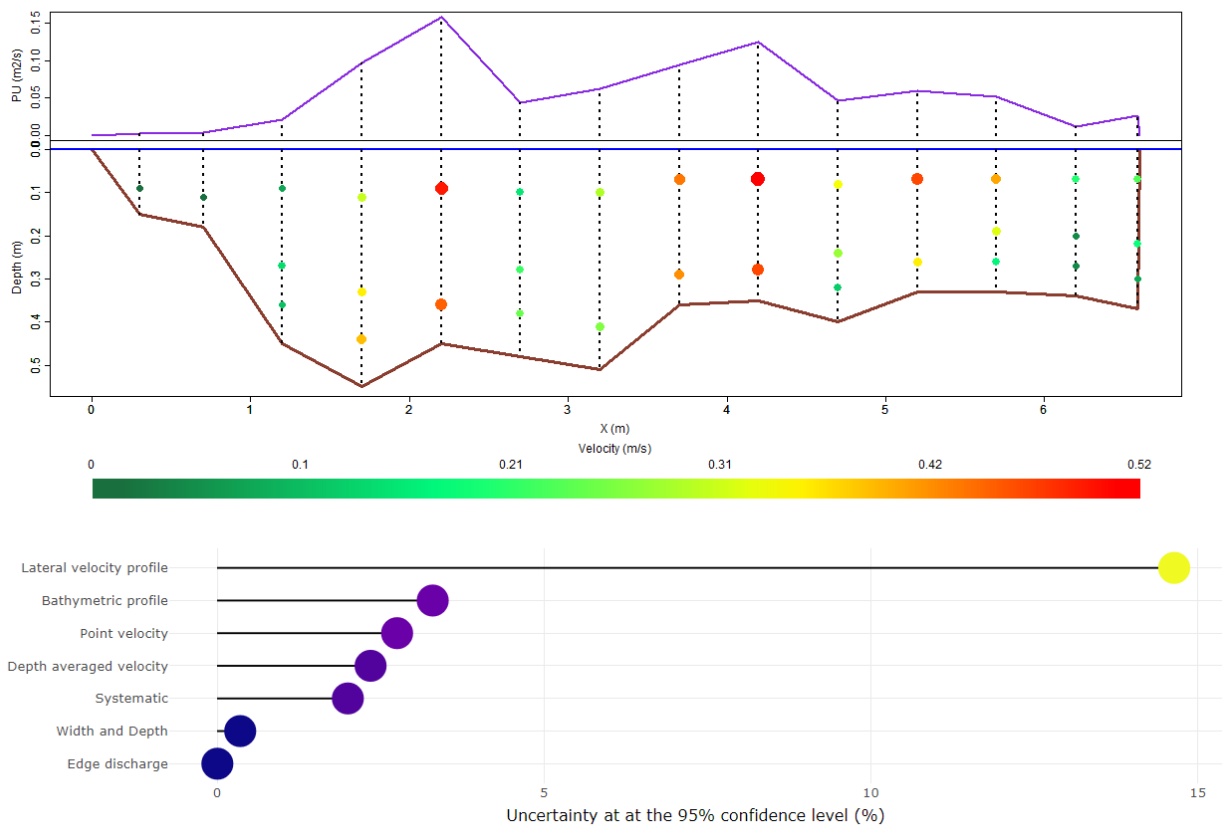 PU (m2/s)
0.15
0.10
0.05
0.00
Depth (m)
0.0
0.1
0.2
0.3
0.4
0.5
0 1 2 3 4 5 6
X (m)
Velocity (m/s)
0 0.1 0.21 0.31 0.42 0.52
Lateral velocity profile
Bathymetric profile
Point velocity
Depth averaged velocity
Systematic
Width and Depth
Edge discharge
0 5 10 15
Uncertainty at at the 95% confidence level (%)